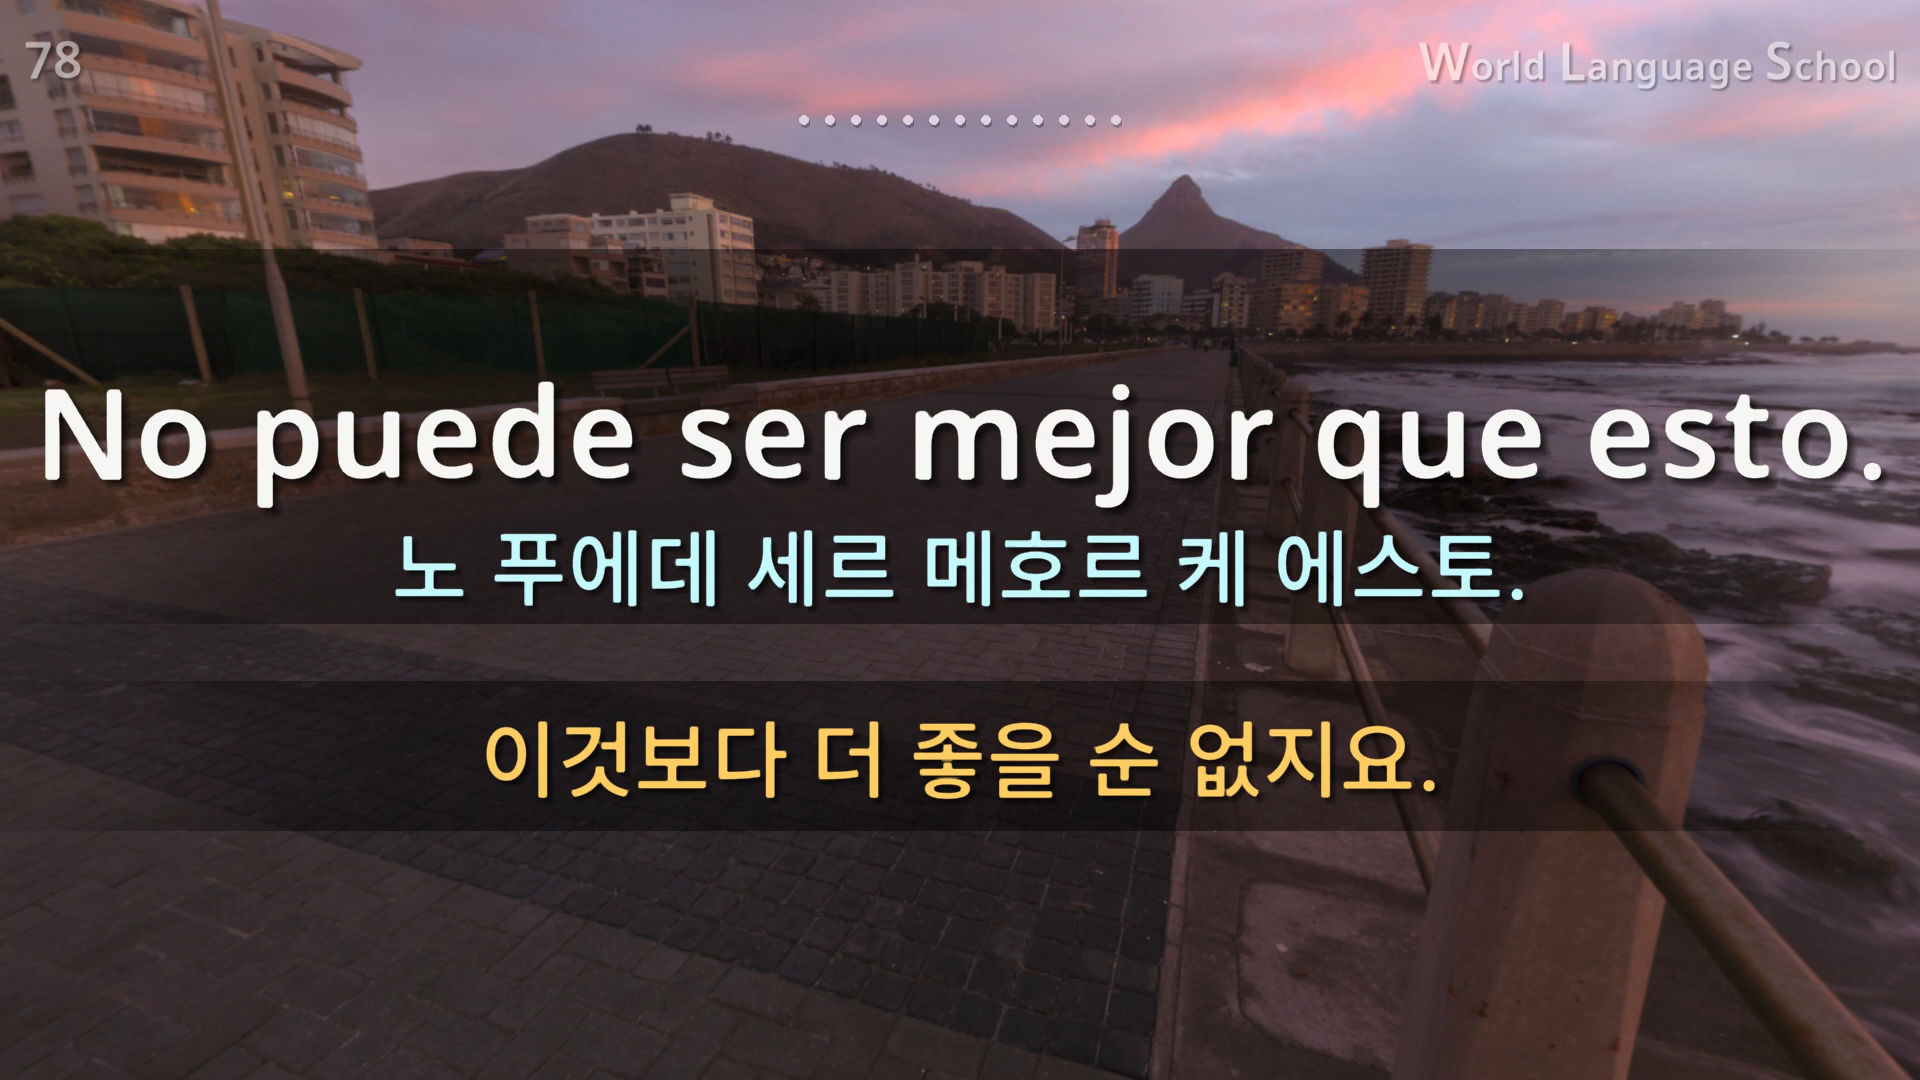 78
World Language School
No puede ser mejor que esto.
노 푸에데 세르 메호르 케 에스토.
이것보다 더 좋을 순 없지요.